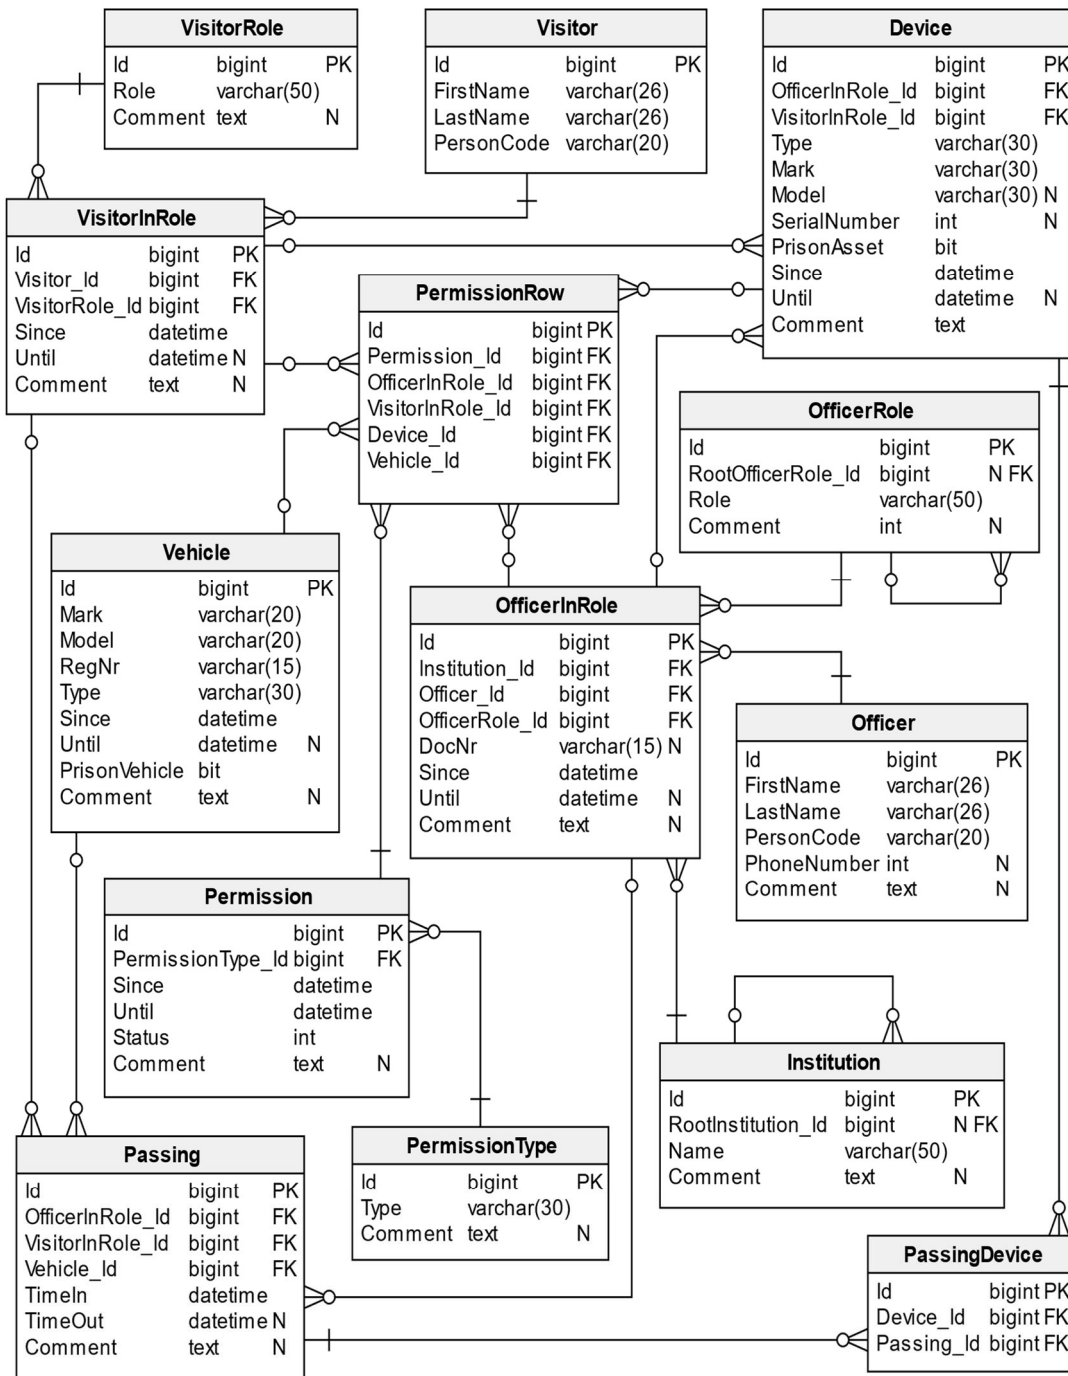 VisitorRole
Id bigint PK
Role varchar(50)
Comment text N
Visitor
Id bigint PK
FirstName varchar(26)
LastName varchar(26)
PersonCode varchar(20)
Device
Id bigint PK
OfficerInRole_Id bigint FK
VisitorInRole_Id bigint FK
Type varchar(30)
Mark varchar(30)
Model varchar(30) N
SerialNumber int N
PrisonAsset bit
Since datetime
Until datetime N
Comment text
VisitorInRole
Id bigint PK
Visitor_Id bigint FK
VisitorRole_Id bigint FK
Since datetime
Until datetime N
Comment text N
PermissionRow
Id bigint PK
Permission_Id bigint FK
OfficerInRole_Id bigint FK
VisitorInRole_Id bigint FK
Device_Id bigint FK
Vehicle_Id bigint FK
OfficerRole
Id bigint PK
RootOfficerRole_Id bigint N FK
Role varchar(50)
Comment int N
Vehicle
Id bigint PK
Mark varchar(20)
Model varchar(20)
RegNr varchar(15)
Type varchar(30)
Since datetime
Until datetime N
PrisonVehicle bit
Comment text N
OfficerInRole
Id bigint PK
Institution_Id bigint FK
Officer_Id bigint FK
OfficerRole_Id bigint FK
DocNr varchar(15) N
Since datetime
Until datetime N
Comment text N
Officer
Id bigint PK
FirstName varchar(26)
LastName varchar(26)
PersonCode varchar(20)
PhoneNumber int N
Comment text N
Permission
Id bigint PK
PermissionType_Id bigint FK
Since datetime
Until datetime
Status int
Comment text N
Institution
Id bigint PK
RootInstitution_Id bigint N FK
Name varchar(50)
Comment text N
PermissionType
Id bigint PK
Type varchar(30)
Comment text N
Passing
Id bigint PK
OfficerInRole_Id bigint FK
VisitorInRole_Id bigint FK
Vehicle_Id bigint FK
TimeIn datetime
TimeOut datetime N
Comment text N
PassingDevice
Id bigint PK
Device_Id bigint FK
Passing_Id bigint FK